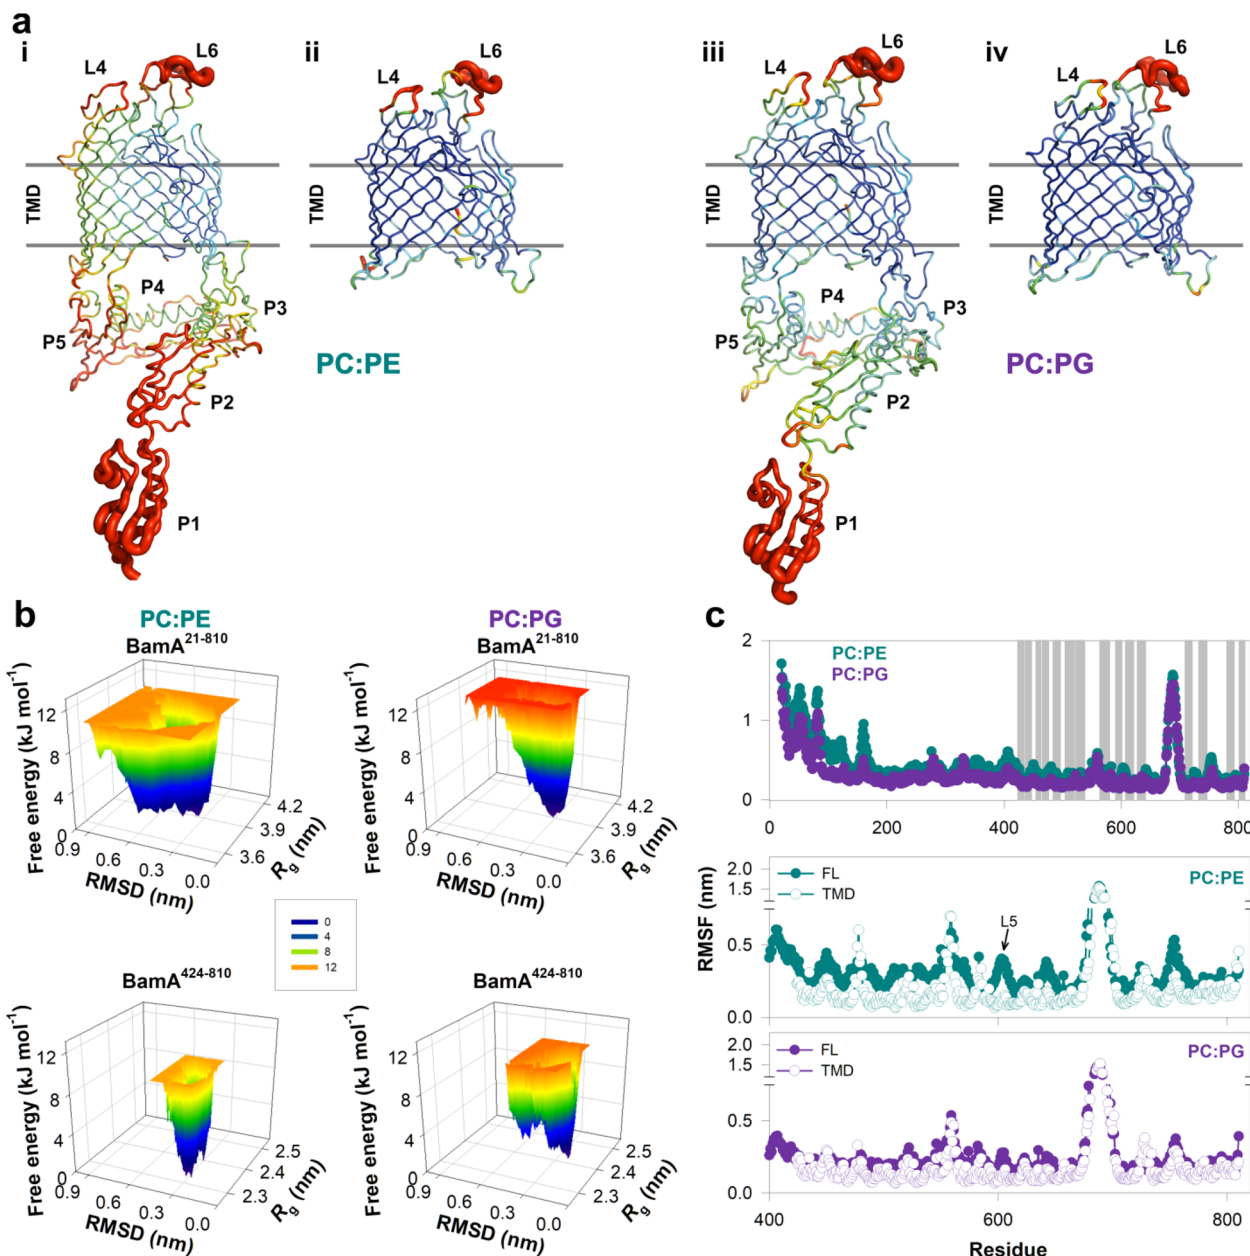 a
i
ii
iii
iv
L4
L6
L4
L6
L4
L6
L4
L6
TMD
TMD
P4
P3
P5
P2
P1
PC:PE
P4
P3
P5
P2
P1
PC:PG
b
PC:PE
BamA21-810
Free energy (kJ mol-1)
12
8
4
0
0.9
0.6
0.3
0.0
RMSD (nm)
4.2
3.9
3.6
Rg (nm)
PC:PG
BamA21-810
Free energy (kJ mol-1)
12
8
4
0
0.9
0.6
0.3
0.0
RMSD (nm)
4.2
3.9
3.6
Rg (nm)
0
4
8
12
BamA424-810
Free energy (kJ mol-1)
12
8
4
0
0.9
0.6
0.3
0.0
RMSD (nm)
2.5
2.4
2.3
Rg (nm)
BamA424-810
Free energy (kJ mol-1)
12
8
4
0
0.9
0.6
0.3
0.0
RMSD (nm)
2.5
2.4
2.3
Rg (nm)
c
2
1
0
PC:PE
PC:PG
0 200 400 600 800
RMSF (nm)
2.0
1.5
0.5
0.0
FL
TMD
L5
PC:PE
2.0
1.5
0.5
0.0
FL
TMD
PC:PG
400 600 800
Residue